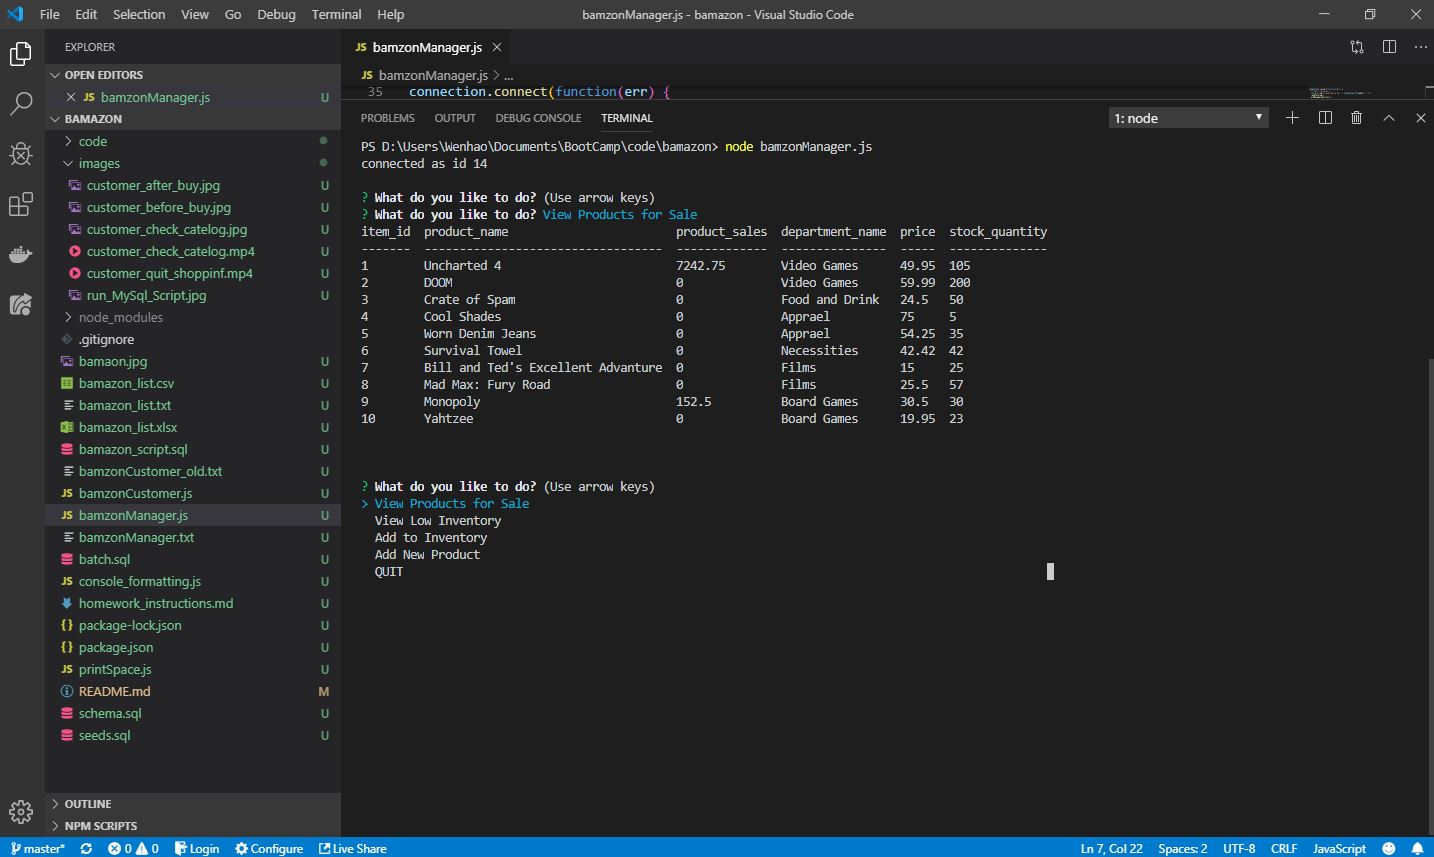 File Edit Selection View Go Debug Terminal Help bamzonManager.js - bamazon - Visual Studio Code
EXPLORER
OPEN EDITORS
JS bamzonManager.js U
BAMAZON
code
images
customer_after_buy.jpg U
customer_before_buy.jpg U
customer_check_catelog.jpg U
customer_check_catelog.mp4 U
customer_quit_shoppinf.mp4 U
run_MySql_Script.jpg U
node_modules
.gitignore
bamaon.jpg U
bamazon_list.csv U
bamazon_list.txt U
bamazon_list.xlsx U
bamazon_script.sql U
bamzonCustomer_old.txt U
JS bamzonCustomer.js U
JS bamzonManager.js U
bamzonManager.txt U
batch.sql U
JS console_formatting.js U
homework_instructions.md U
{} package-lock.json U
{} package.json U
JS printSpace.js U
README.md M
schema.sql U
seeds.sql U
OUTLINE
NPM SCRIPTS
JS bamzonManager.js
JS bamzonManager.js > ...
35 connection.connect(function(err) {
PROBLEMS OUTPUT DEBUG CONSOLE TERMINAL 1: node
PS D:\Users\Wenhao\Documents\BootCamp\code\bamazon> node bamzonManager.js
connected as id 14
? What do you like to do? (Use arrow keys)
? What do you like to do? View Products for Sale
item_id product_name product_sales department_name price stock_quantity
------- ---------------------------------- ------------- --------------- ----- --------------
1 Uncharted 4 7242.75 Video Games 49.95 105
2 DOOM 0 Video Games 59.99 200
3 Crate of Spam 0 Food and Drink 24.5 50
4 Cool Shades 0 Apprael 75 5
5 Worn Denim Jeans 0 Apprael 54.25 35
6 Survival Towel 0 Necessities 42.42 42
7 Bill and Ted's Excellent Advanture 0 Films 15 25
8 Mad Max: Fury Road 0 Films 25.5 57
9 Monopoly 152.5 Board Games 30.5 30
10 Yahtzee 0 Board Games 19.95 23
? What do you like to do? (Use arrow keys)
> View Products for Sale
View Low Inventory
Add to Inventory
Add New Product
QUIT
master* 0 0 Login Configure Live Share Ln 7, Col 22 Spaces: 2 UTF-8 CRLF JavaScript